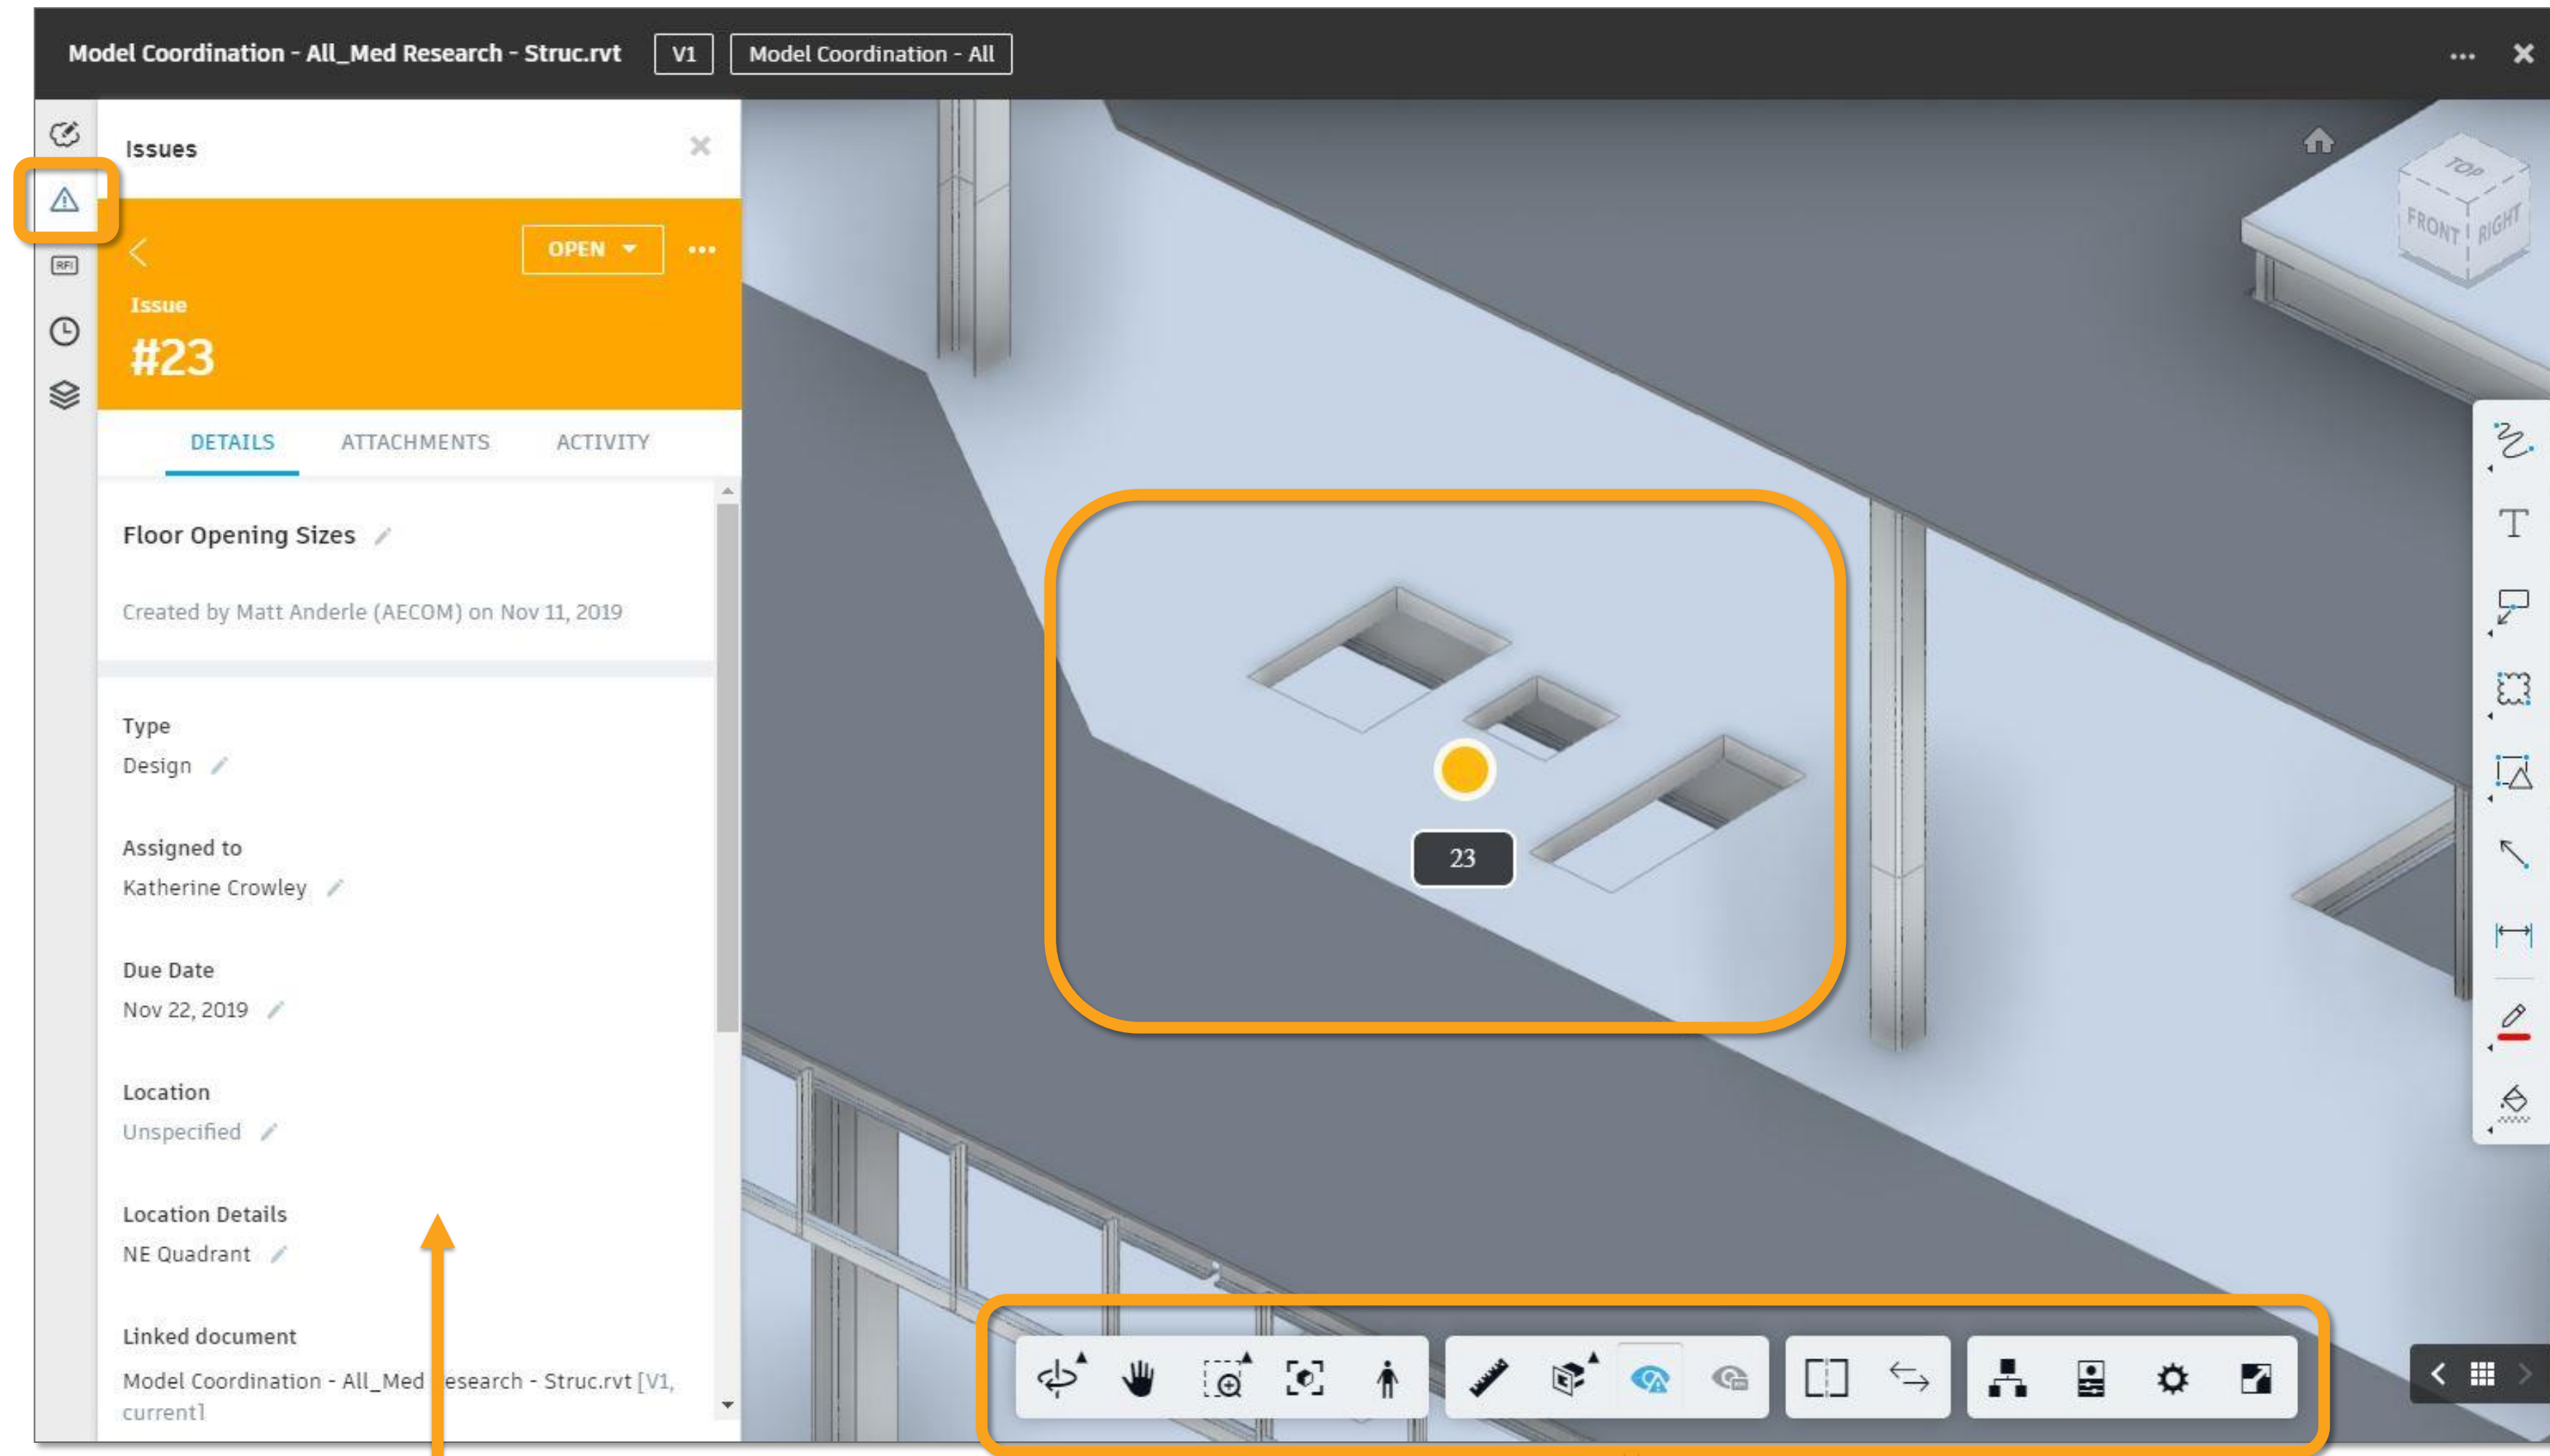 Model Coordination - All_Med Research - Struc.rvt V1 Model Coordination - All
Issues
RFI
OPEN
Issue
#23
DETAILS ATTACHMENTS ACTIVITY
Floor Opening Sizes
Created by Matt Anderle (AECOM) on Nov 11, 2019
Type
Design
Assigned to
Katherine Crowley
Due Date
Nov 22, 2019
Location
Unspecified
Location Details
NE Quadrant
Linked document
Model Coordination - All_Med esearch - Struc.rvt [V1,
current]
TOP
FRONT RIGHT
23
T